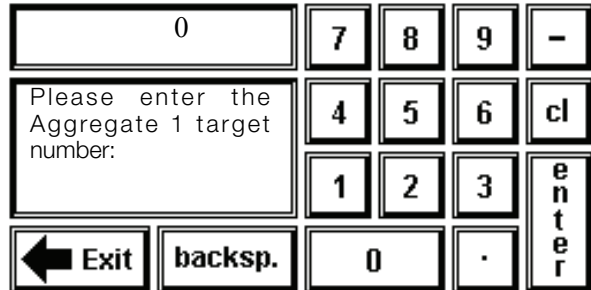 0
7 8 9 –
Please enter the
Aggregate 1 target
number:
4 5 6 cl
1 2 3 enter
Exit backsp. 0 .